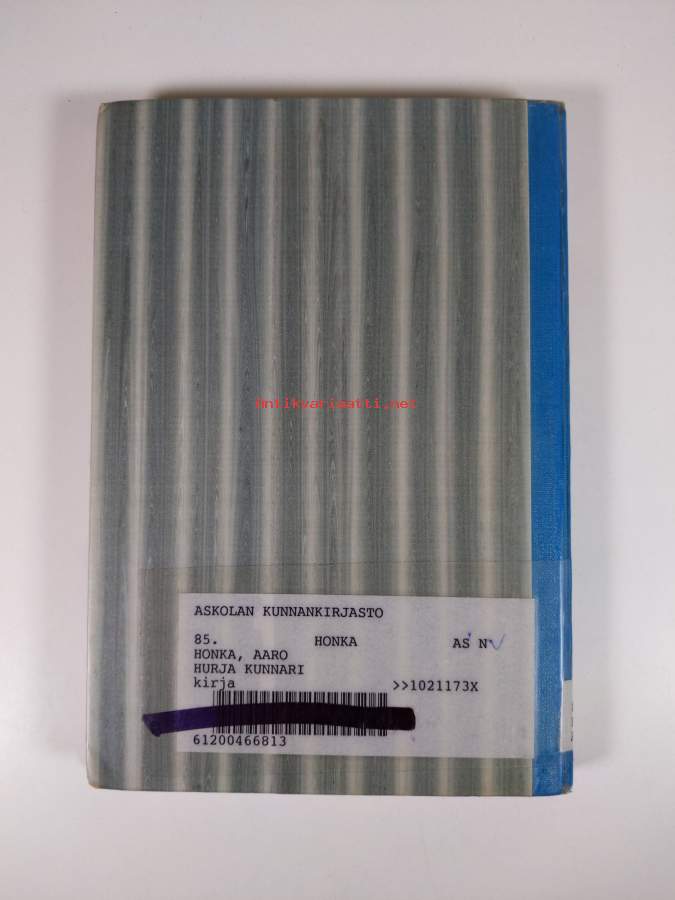 Antikvariaatti.net
ASKOLAN KUNNANKIRJASTO
85. HONKA AS N
HONKA, AARO
HURJA KUNNARI
kirja >>1021173X
61200466813